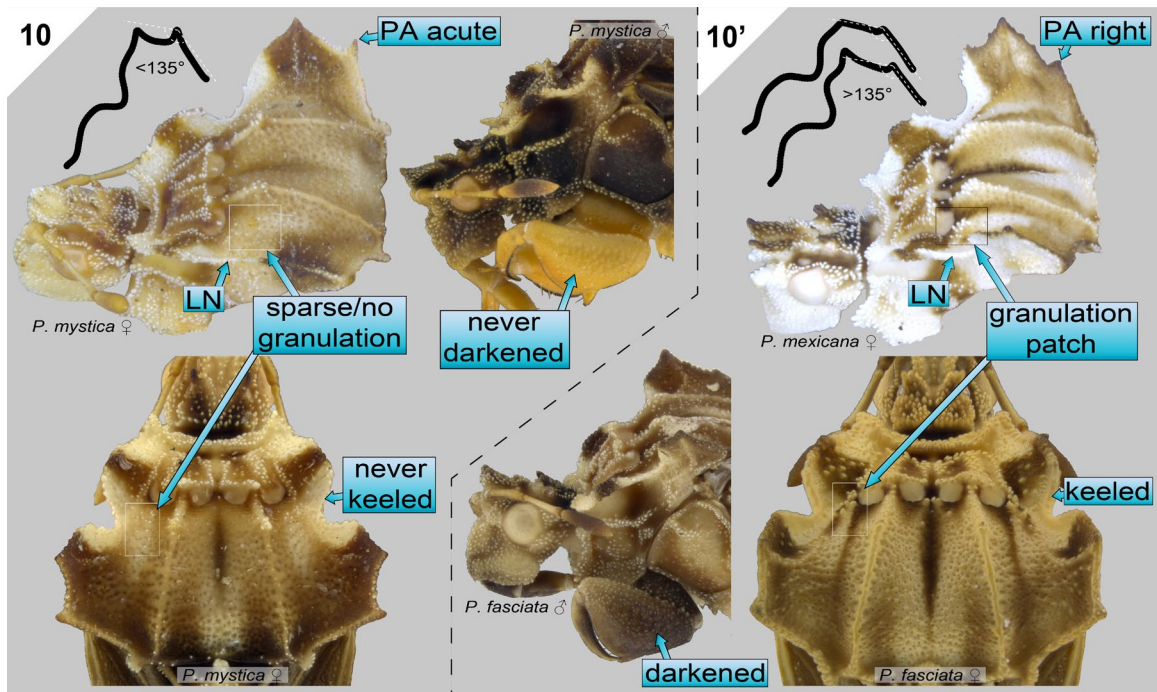 10
<135°
PA acute
P. mystica ♂
LN
sparse/no
granulation
never
darkened
P. mystica ♀
never
keeled
P. mystica ♀
10’
>135°
PA right
LN
granulation
patch
P. mexicana ♀
keeled
P. fasciata ♂
darkened
P. fasciata ♀